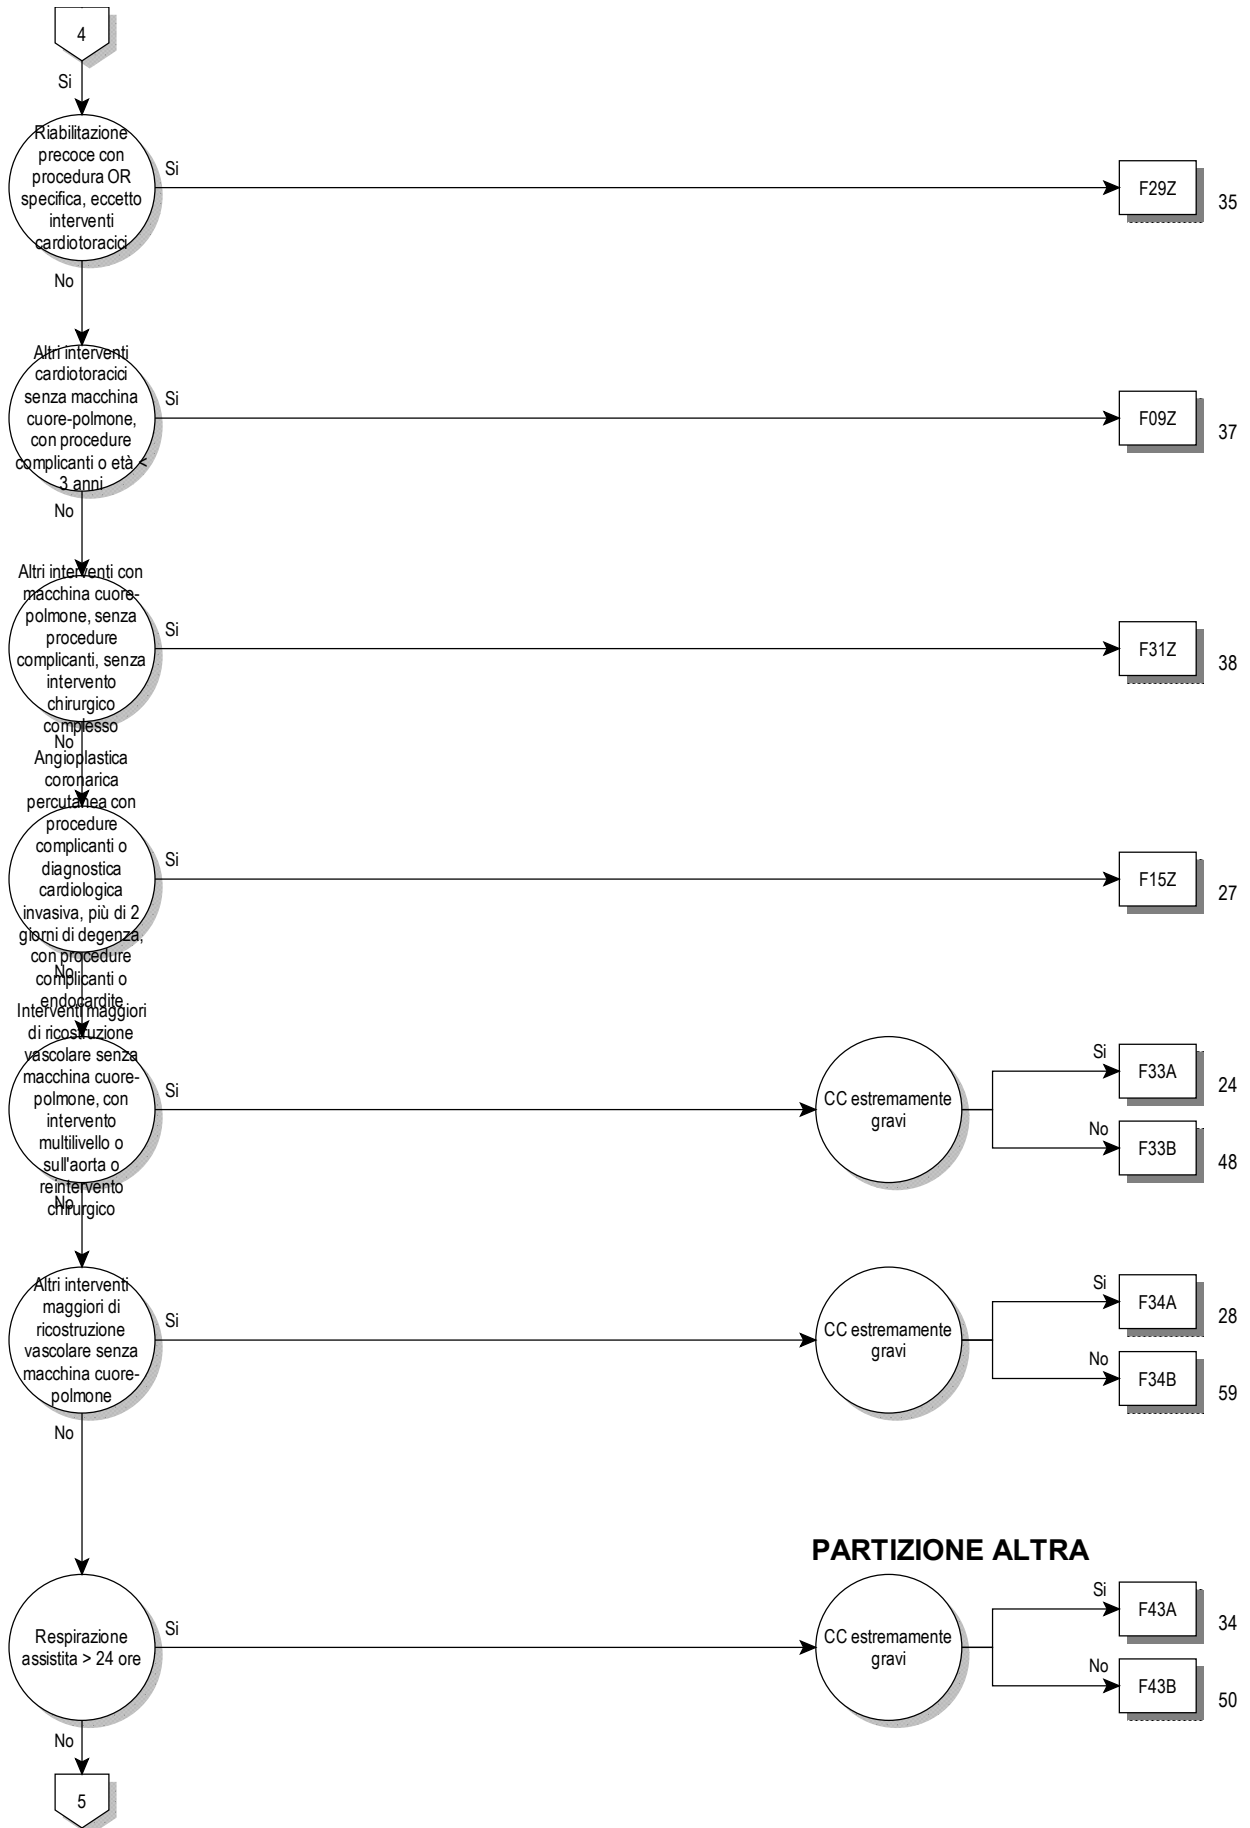 4
Si
Riabilitazione
precoce con
procedura OR
specifica, eccetto
interventi
cardiotoracici
Si
F29Z
35
No
Altri interventi
cardiotoracici
senza macchina
cuore-polmone,
con procedure
complicanti o età <
3 anni
Si
F09Z
37
No
Altri interventi con
macchina cuore-
polmone, senza
procedure
complicanti, senza
intervento
chirurgico
complesso
Si
F31Z
38
No
Angioplastica
coronarica
percutanea con
procedure
complicanti o
diagnostica
cardiologica
invasiva, più di 2
giorni di degenza,
con procedure
complicanti o
endocardite
Si
F15Z
27
No
Interventi maggiori
di ricostruzione
vascolare senza
macchina cuore-
polmone, con
intervento
multilivello o
sull'aorta o
reintervento
chirurgico
Si
CC estremamente
gravi
Si
F33A
24
No
F33B
48
No
Altri interventi
maggiori di
ricostruzione
vascolare senza
macchina cuore-
polmone
Si
CC estremamente
gravi
Si
F34A
28
No
F34B
59
No
PARTIZIONE ALTRA
Respirazione
assistita > 24 ore
Si
CC estremamente
gravi
Si
F43A
34
No
F43B
50
No
5